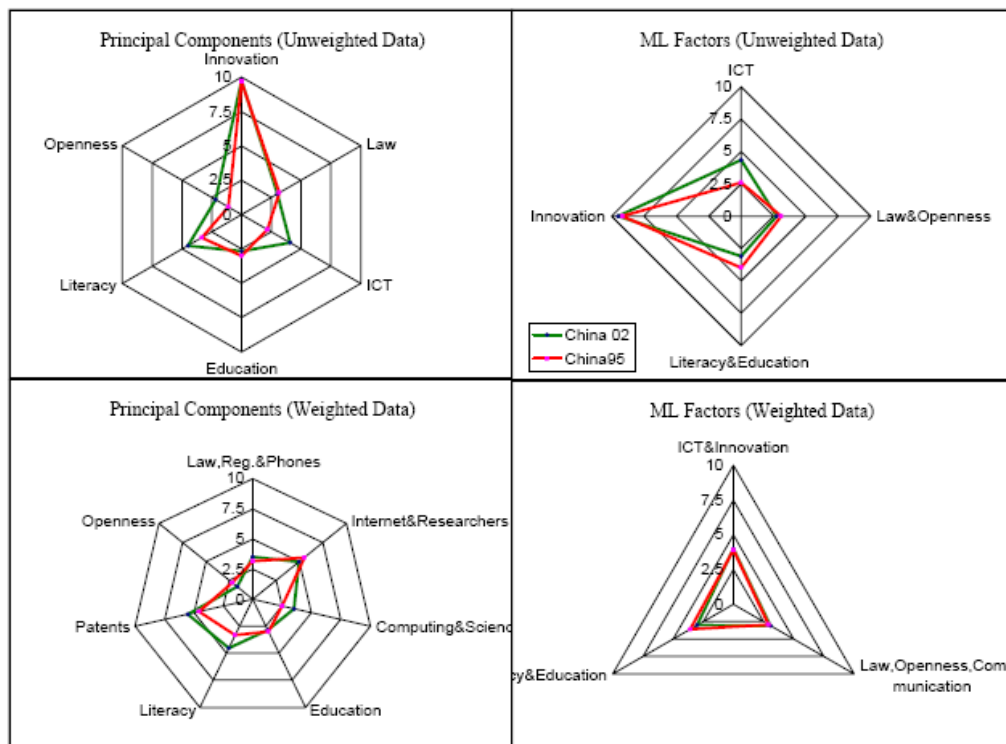 Principal Components (Unweighted Data)
Innovation
10
7.5
5
2.5
0
Openness
Law
Literacy
ICT
Education
ML Factors (Unweighted Data)
ICT
10
7.5
5
2.5
0
Innovation
Law&Openness
China 02
China95
Literacy&Education
Principal Components (Weighted Data)
Law,Reg.&Phones
10
7.5
5
2.5
0
Openness
Internet&Researchers
Patents
Computing&Scienc
Literacy
Education
ML Factors (Weighted Data)
ICT&Innovation
10
7.5
5
2.5
0
cy&Education
Law,Openness,Com
munication